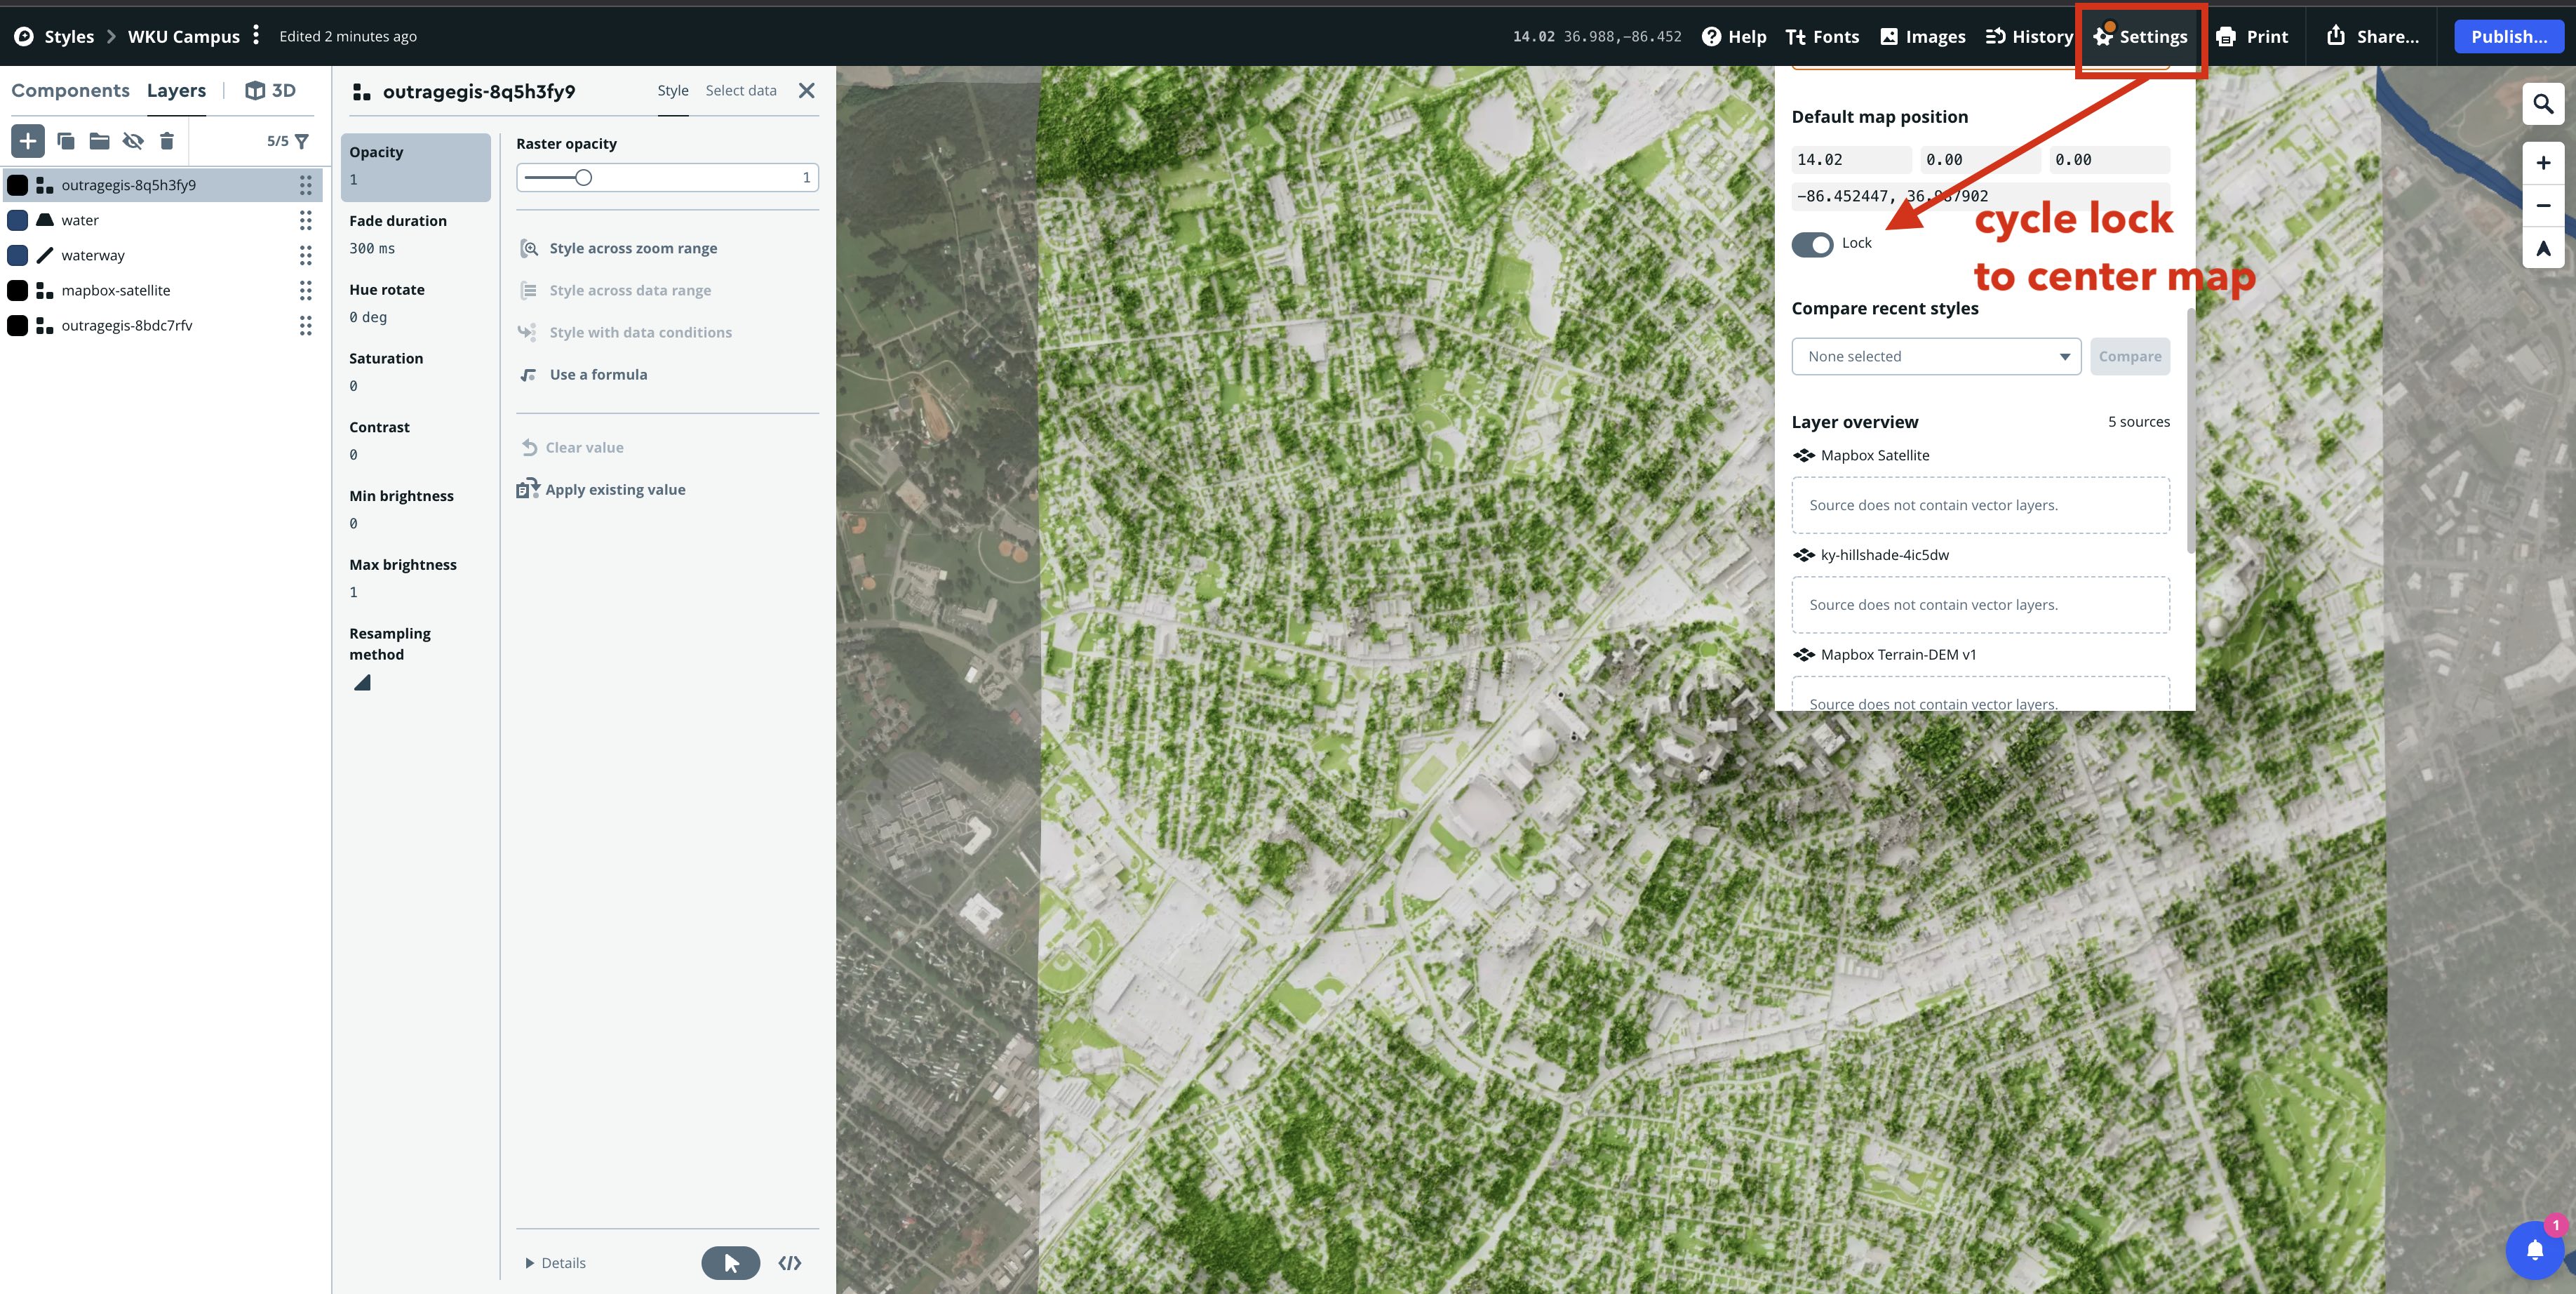 Styles > WKU Campus Edited 2 minutes ago 14.02 36.988,-86.452 Help Fonts Images History Settings Print Share... Publish...
Components Layers 3D
5/5
outragegis-8q5h3fy9
water
waterway
mapbox-satellite
outragegis-8bdc7rfv
outragegis-8q5h3fy9 Style Select data
Opacity
1
Fade duration
300 ms
Hue rotate
0 deg
Saturation
0
Contrast
0
Min brightness
0
Max brightness
1
Resampling
method
Raster opacity
1
Style across zoom range
Style across data range
Style with data conditions
Use a formula
Clear value
Apply existing value
Details </>
Default map position
14.02 0.00 0.00
-86.452447, 36.987902
Lock
cycle lock
to center map
Compare recent styles
None selected Compare
Layer overview 5 sources
Mapbox Satellite
Source does not contain vector layers.
ky-hillshade-4ic5dw
Source does not contain vector layers.
Mapbox Terrain-DEM v1
Source does not contain vector layers.
1